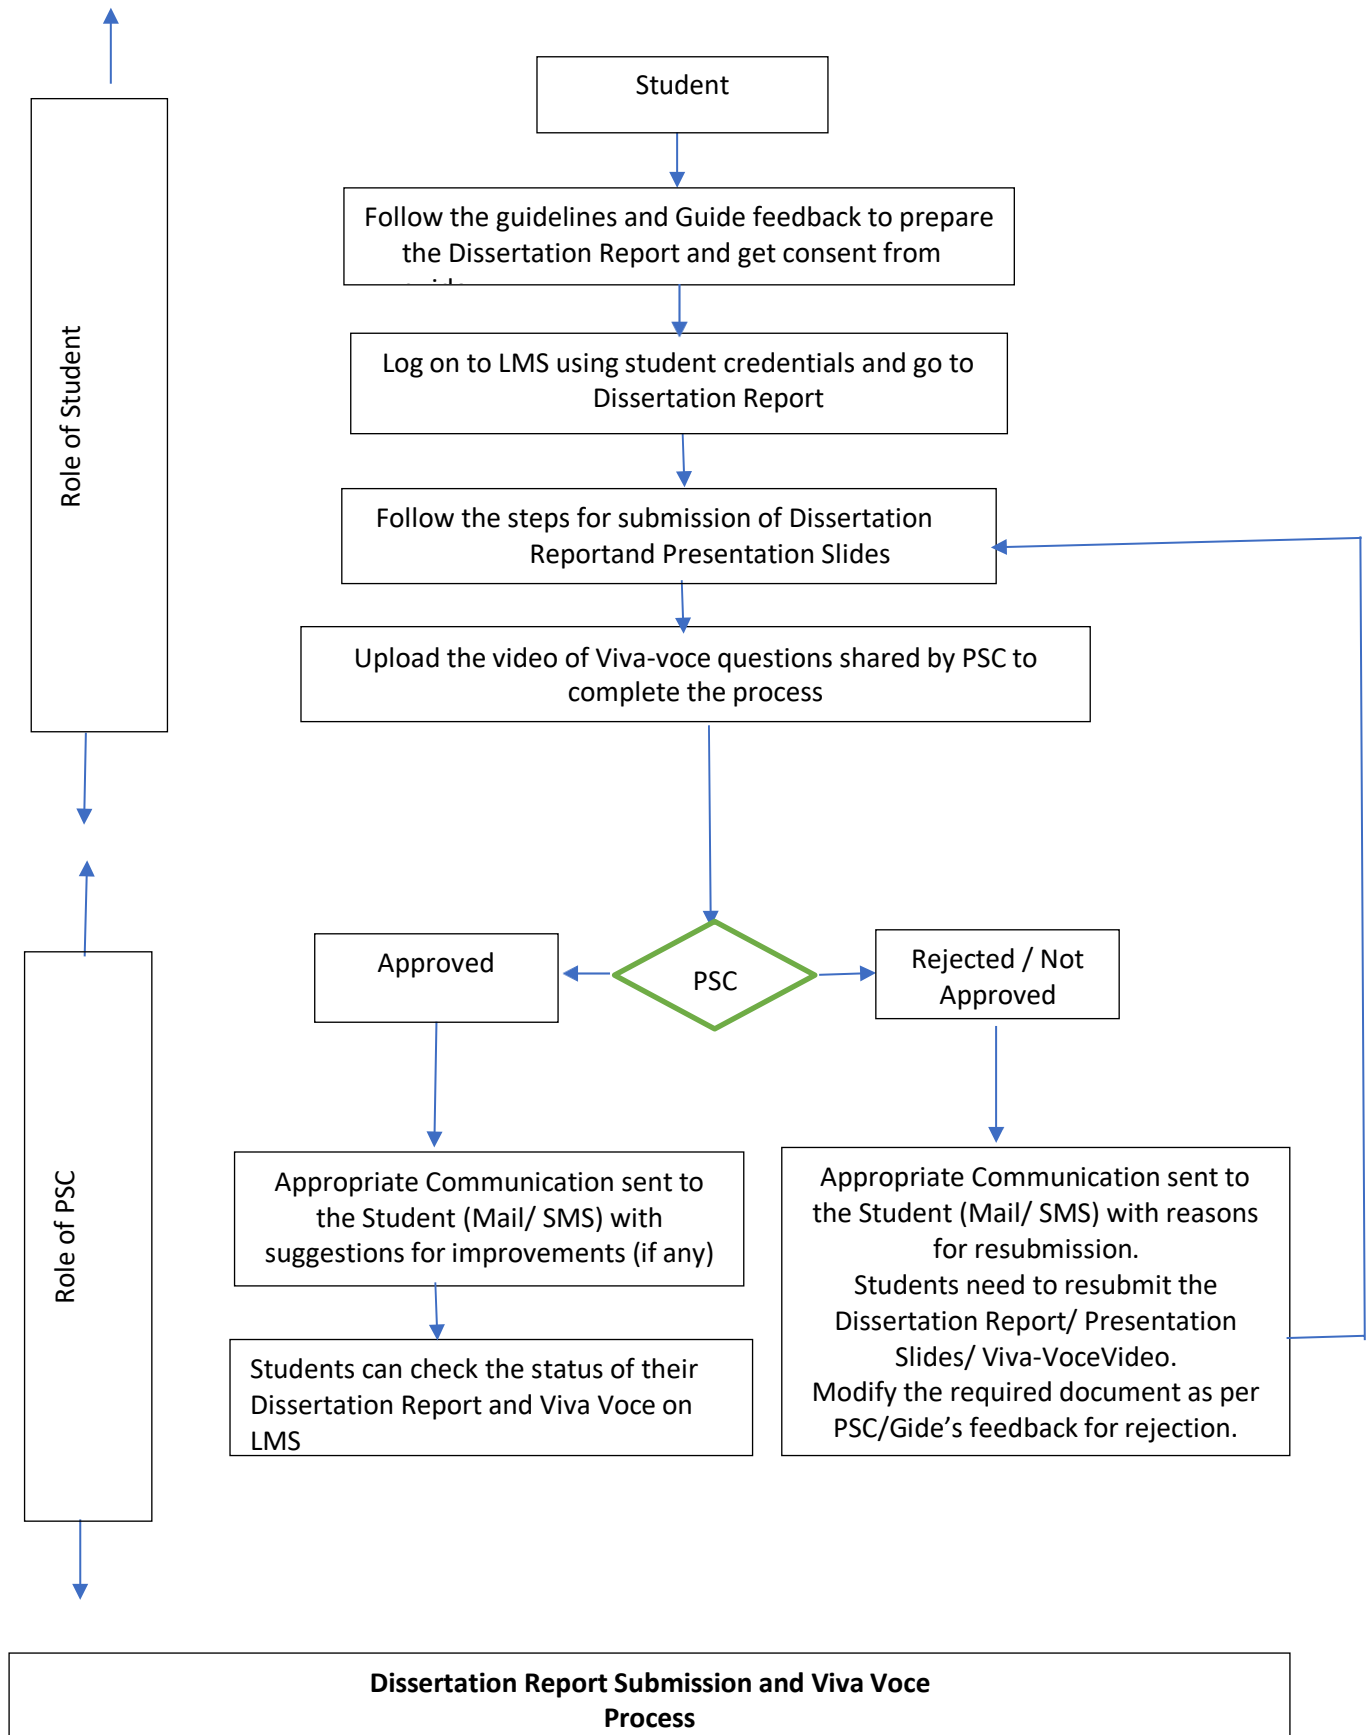 Student
Follow the guidelines and Guide feedback to prepare
the Dissertation Report and get consent from
Log on to LMS using student credentials and go to
Dissertation Report
Role of Student
Follow the steps for submission of Dissertation
Reportand Presentation Slides
Upload the video of Viva-voce questions shared by PSC to
complete the process
Approved
PSC
Rejected / Not
Approved
Role of PSC
Appropriate Communication sent to
the Student (Mail/ SMS) with
suggestions for improvements (if any)
Students can check the status of their
Dissertation Report and Viva Voce on
LMS
Appropriate Communication sent to
the Student (Mail/ SMS) with reasons
for resubmission.
Students need to resubmit the
Dissertation Report/ Presentation
Slides/ Viva-VoceVideo.
Modify the required document as per
PSC/Gide’s feedback for rejection.
Dissertation Report Submission and Viva Voce
Process